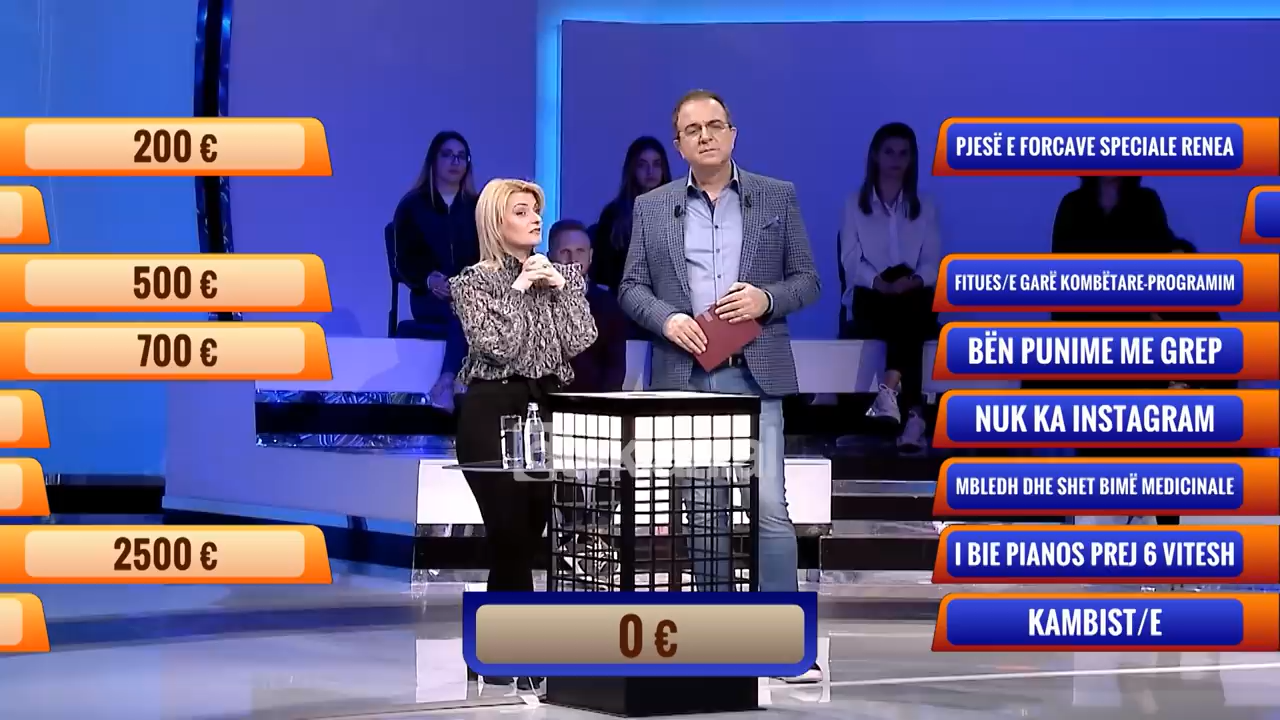 200 €
500 €
700 €
2500 €
0 €
PJESË E FORCAVE SPECIALE RENEA
FITUES/E GARË KOMBËTARE-PROGRAMIM
BËN PUNIME ME GREP
NUK KA INSTAGRAM
MBLEDH DHE SHET BIMË MEDICINALE
I BIE PIANOS PREJ 6 VITESH
KAMBIST/E